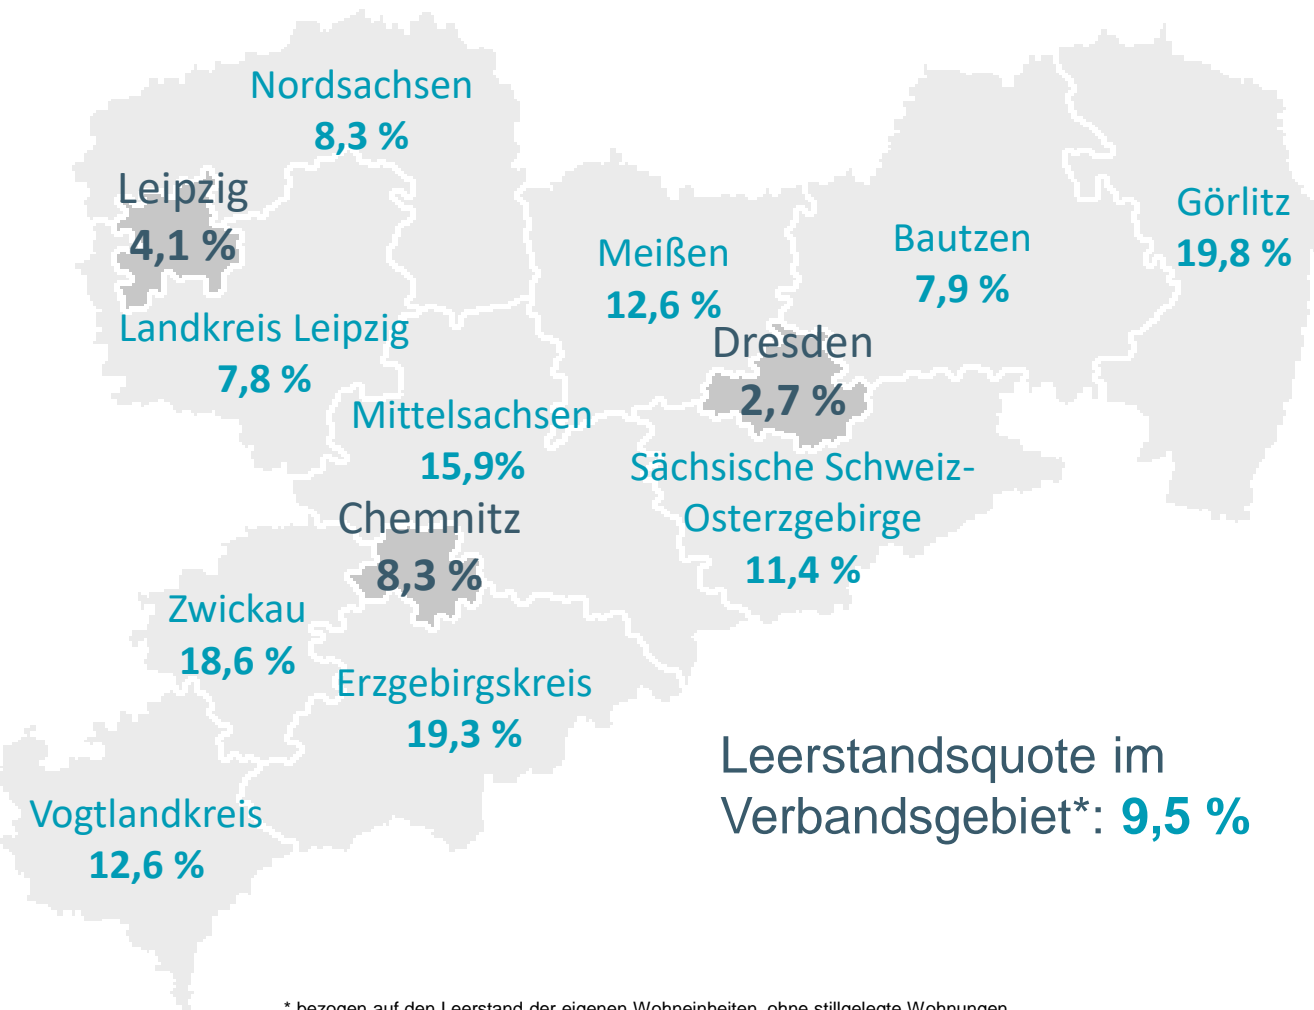 Nordsachsen
8,3 %
Leipzig
4,1 %
Landkreis Leipzig
7,8 %
Meißen
12,6 %
Bautzen
7,9 %
Görlitz
19,8 %
Dresden
2,7 %
Mittelsachsen
15,9%
Sächsische Schweiz-
Osterzgebirge
11,4 %
Chemnitz
8,3 %
Zwickau
18,6 %
Erzgebirgskreis
19,3 %
Vogtlandkreis
12,6 %
Leerstandsquote im
Verbandsgebiet*: 9,5 %
* bezogen auf den Leerstand der eigenen Wohneinheiten, ohne stillgelegte Wohnungen